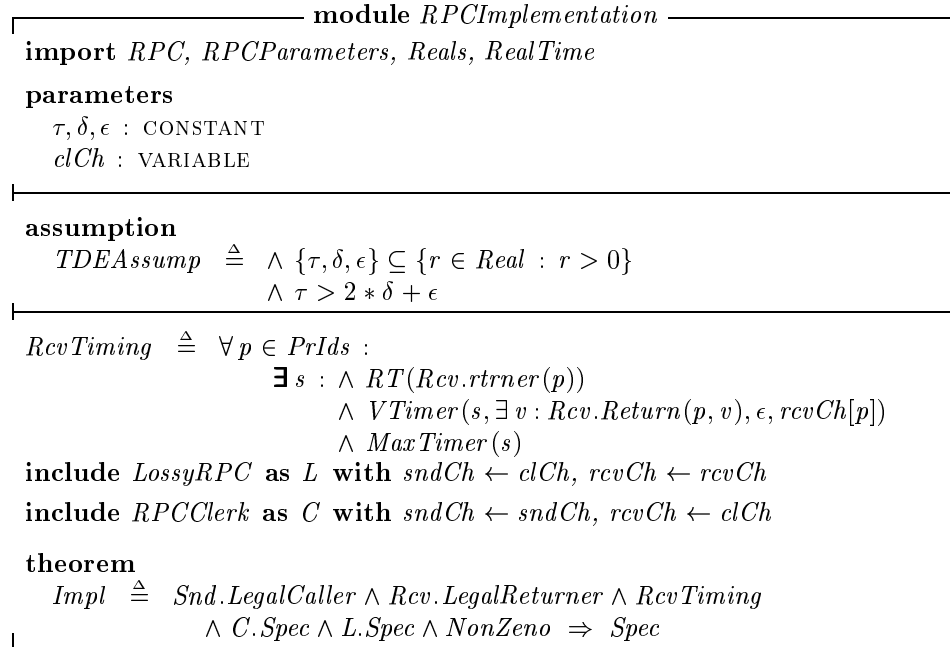 module RPCImplementation
import RPC, RPCParameters, Reals, RealTime
parameters
τ, δ, ϵ : CONSTANT
clCh : VARIABLE
assumption
TDEAssump ≜ ∧ {τ, δ, ϵ} ⊆ {r ∈ Real : r > 0}
∧ τ > 2 * δ + ϵ
RcvTiming ≜ ∀ p ∈ PrIds :
∃ s : ∧ RT(Rcv.rtrner(p))
∧ VTimer(s, ∃ v : Rcv.Return(p, v), ϵ, rcvCh[p])
∧ MaxTimer(s)
include LossyRPC as L with sndCh ← clCh, rcvCh ← rcvCh
include RPCClerk as C with sndCh ← sndCh, rcvCh ← clCh
theorem
Impl ≜ Snd.LegalCaller ∧ Rcv.LegalReturner ∧ RcvTiming
∧ C.Spec ∧ L.Spec ∧ NonZeno ⇒ Spec